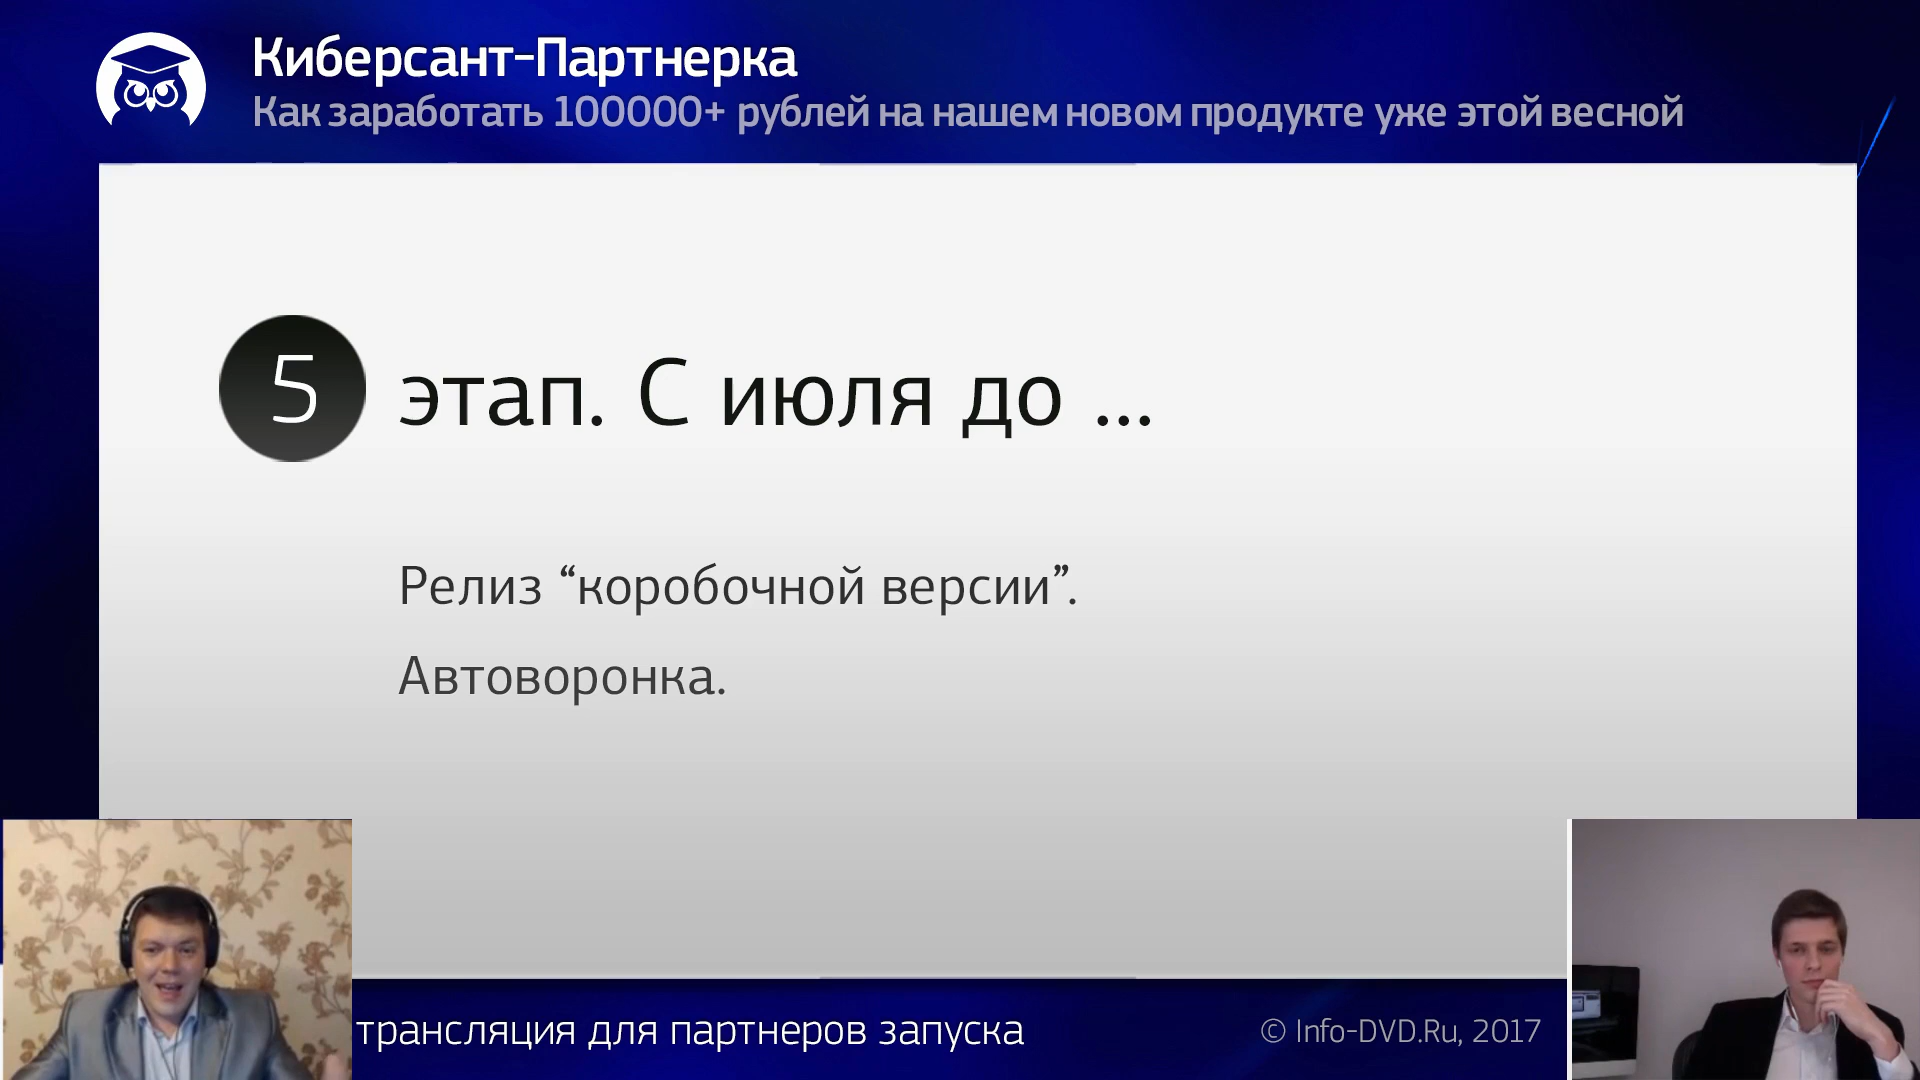 Киберсант-Партнерка
Как заработать 100000+ рублей на нашем новом продукте уже этой весной
5 этап. С июля до ...
Релиз “коробочной версии”.
Автоворонка.
трансляция для партнеров запуска
© Info-DVD.Ru, 2017